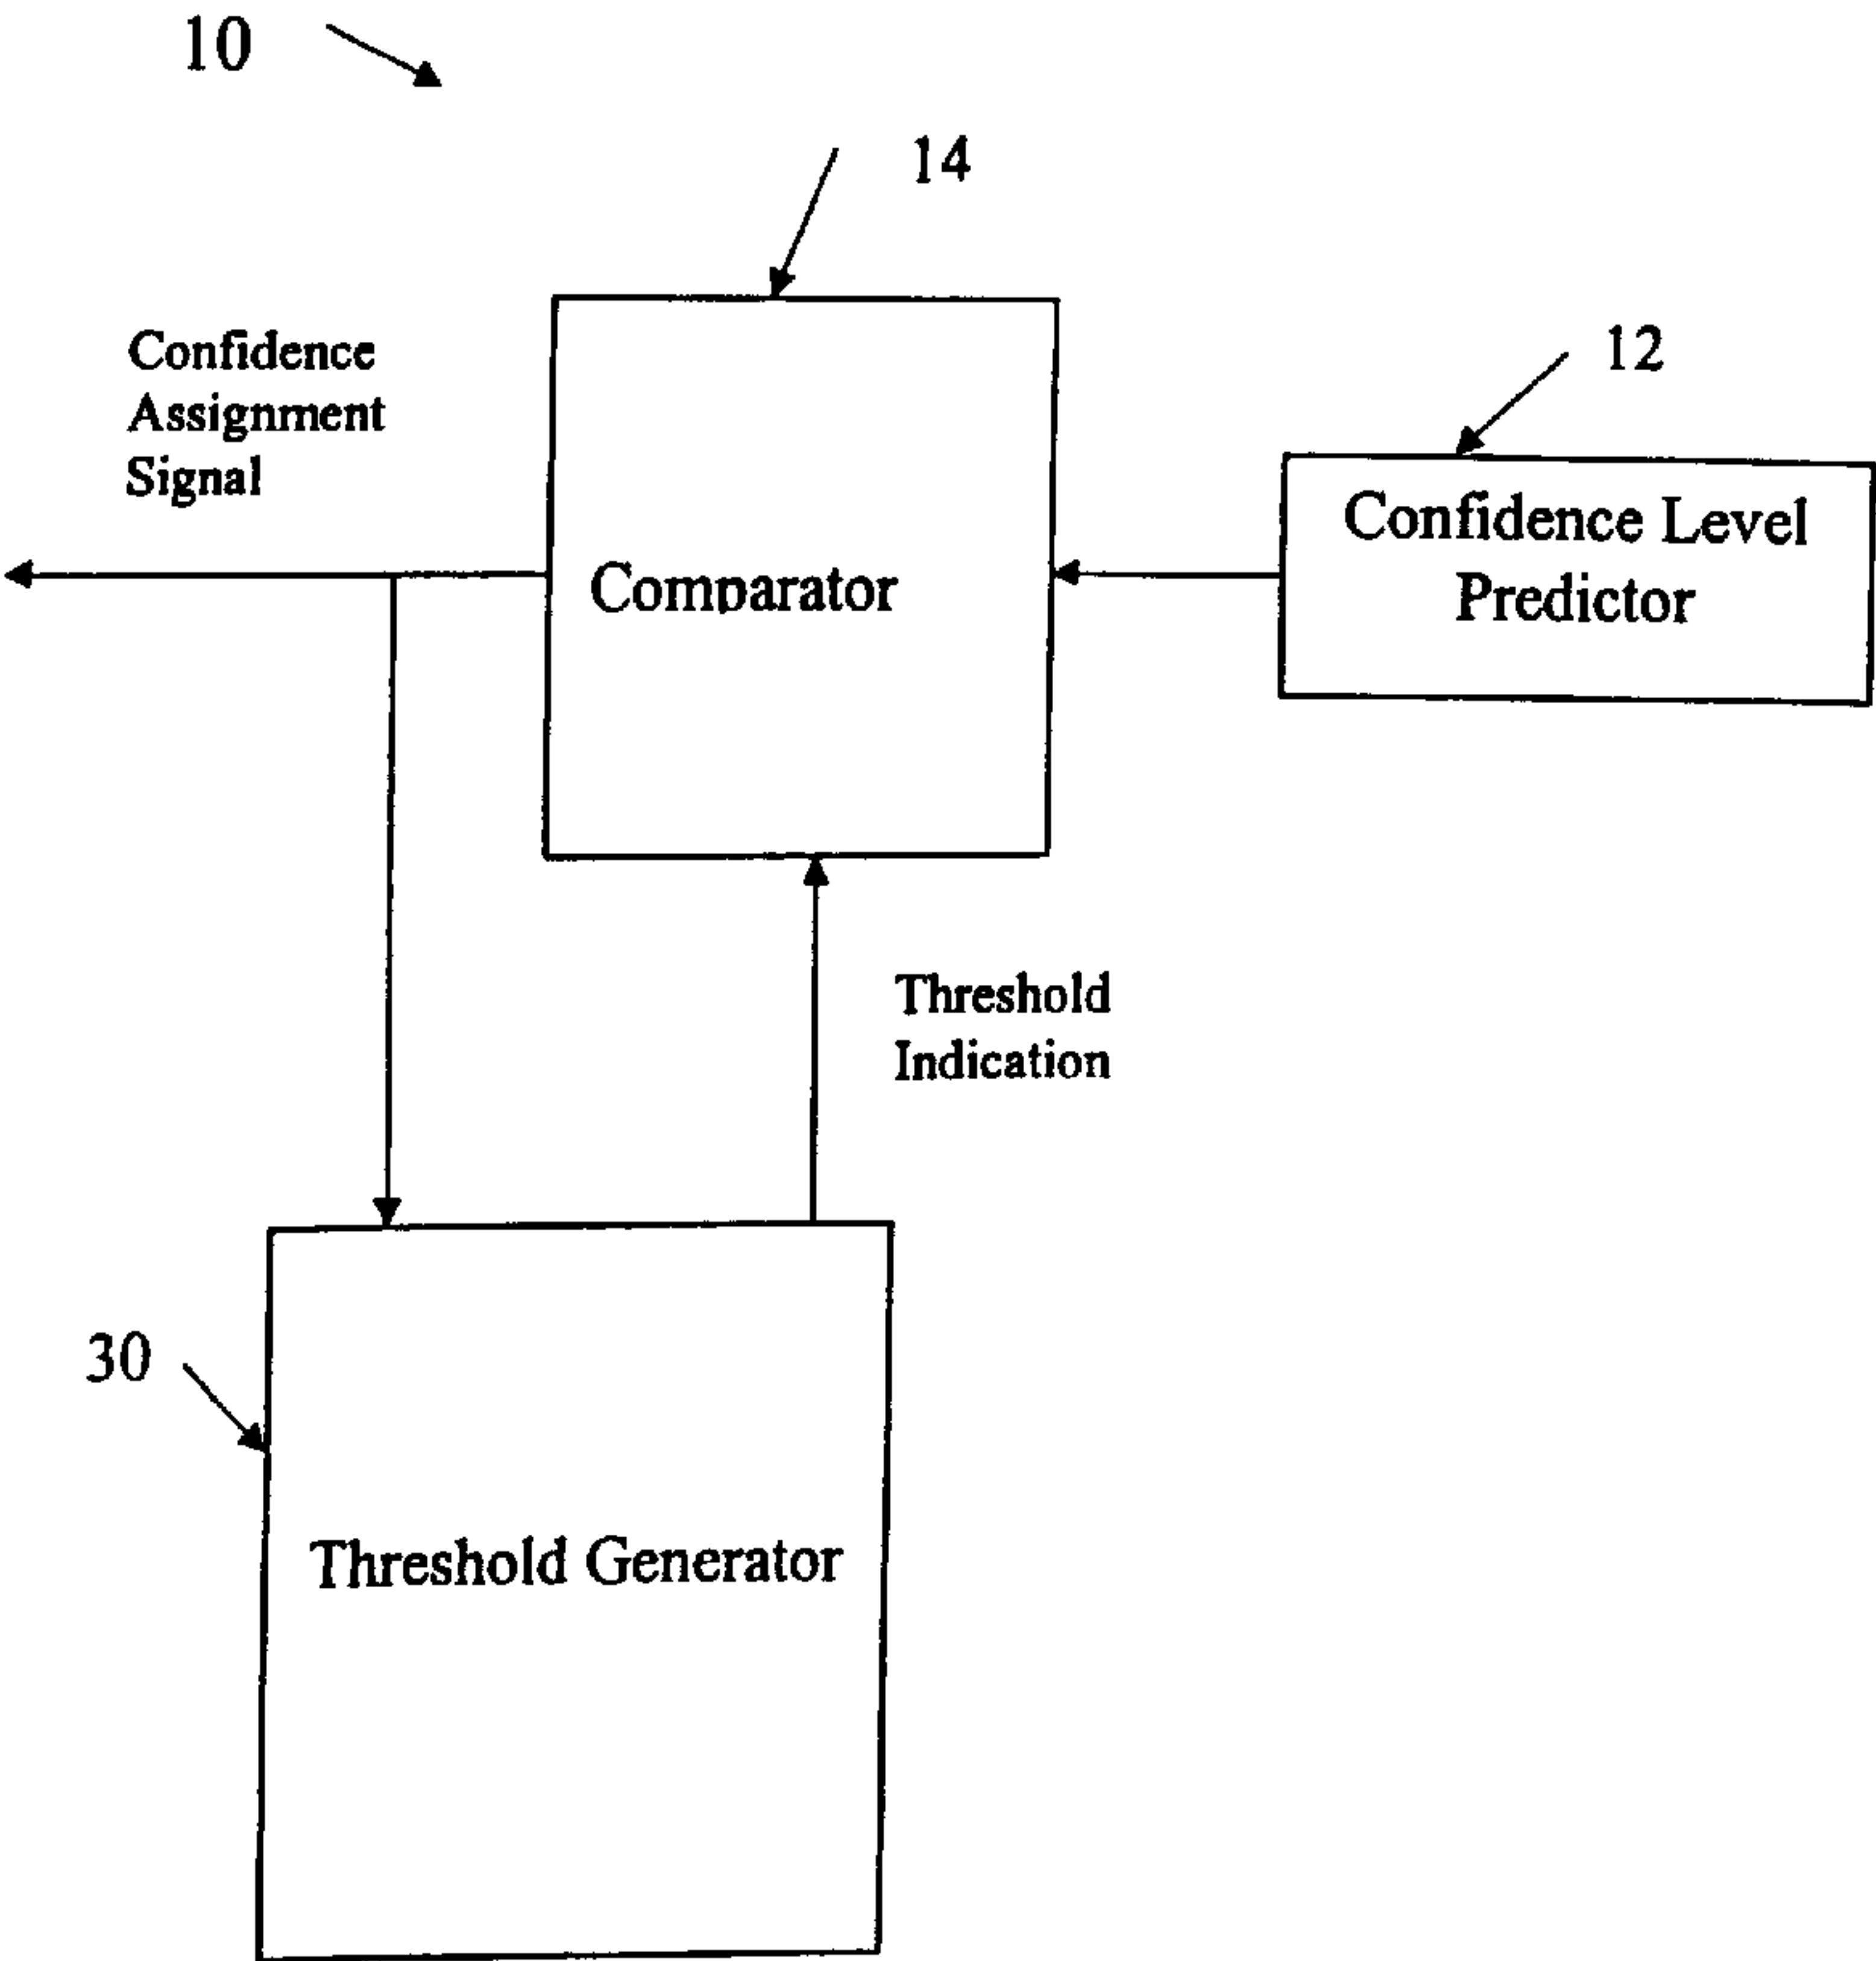 10
14
12
Confidence
Assignment
Signal
Confidence Level
Predictor
Comparator
Threshold
Indication
30
Threshold Generator